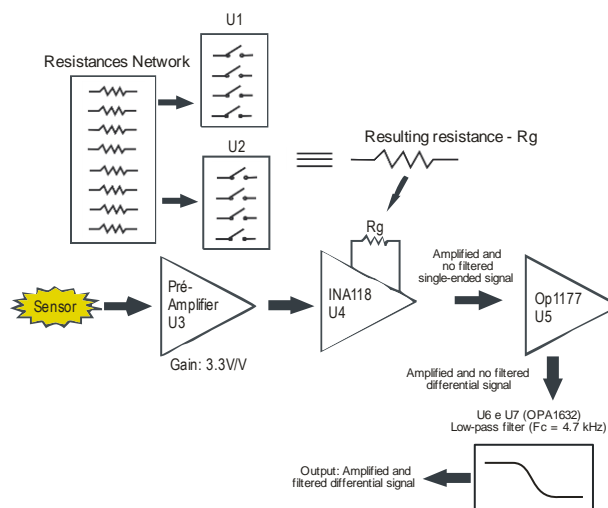 U1
Resistances Network
U2
Resulting resistance - Rg
Rg
Sensor
Pré-
Amplifier
U3
Gain: 3.3V/V
INA118
U4
Amplified and
no filtered
single-ended signal
Op1177
U5
Amplified and no filtered
differential signal
U6 e U7 (OPA1632)
Low-pass filter (Fc = 4.7 kHz)
Output: Amplified and
filtered differential signal